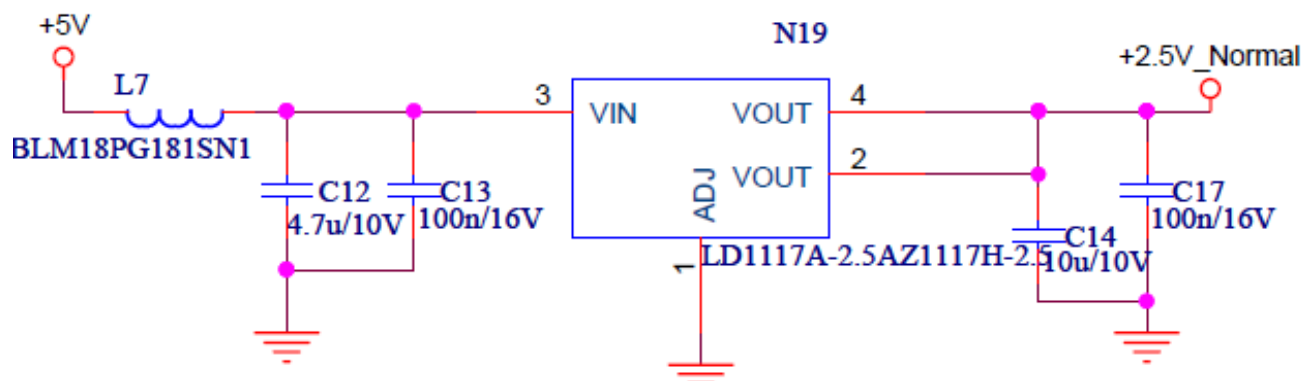 +5V
N19
+2.5V_Normal
L7
3
VIN
VOUT
4
BLM18PG181SN1
VOUT
2
ADJ
C12
4.7u/10V
C13
100n/16V
C17
100n/16V
LD1117A-2.5AZ1117H-2.5
C14
10u/10V
1